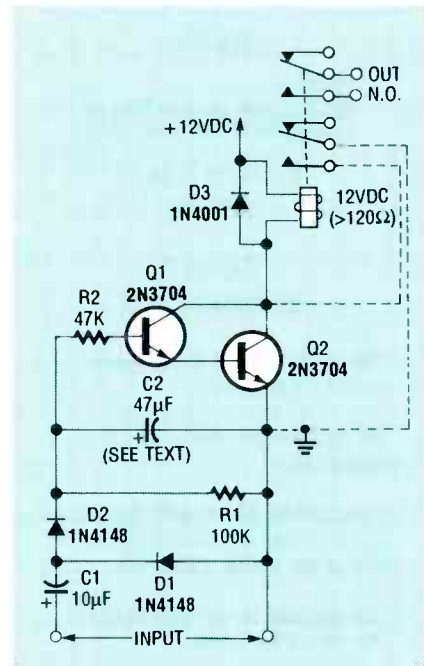 OUT
N.O.
+12VDC
D3
1N4001
12VDC
(>120Ω)
Q1
2N3704
R2
47K
Q2
2N3704
C2
47µF
+
(SEE TEXT)
D2
1N4148
R1
100K
C1
10µF
+
D1
1N4148
INPUT